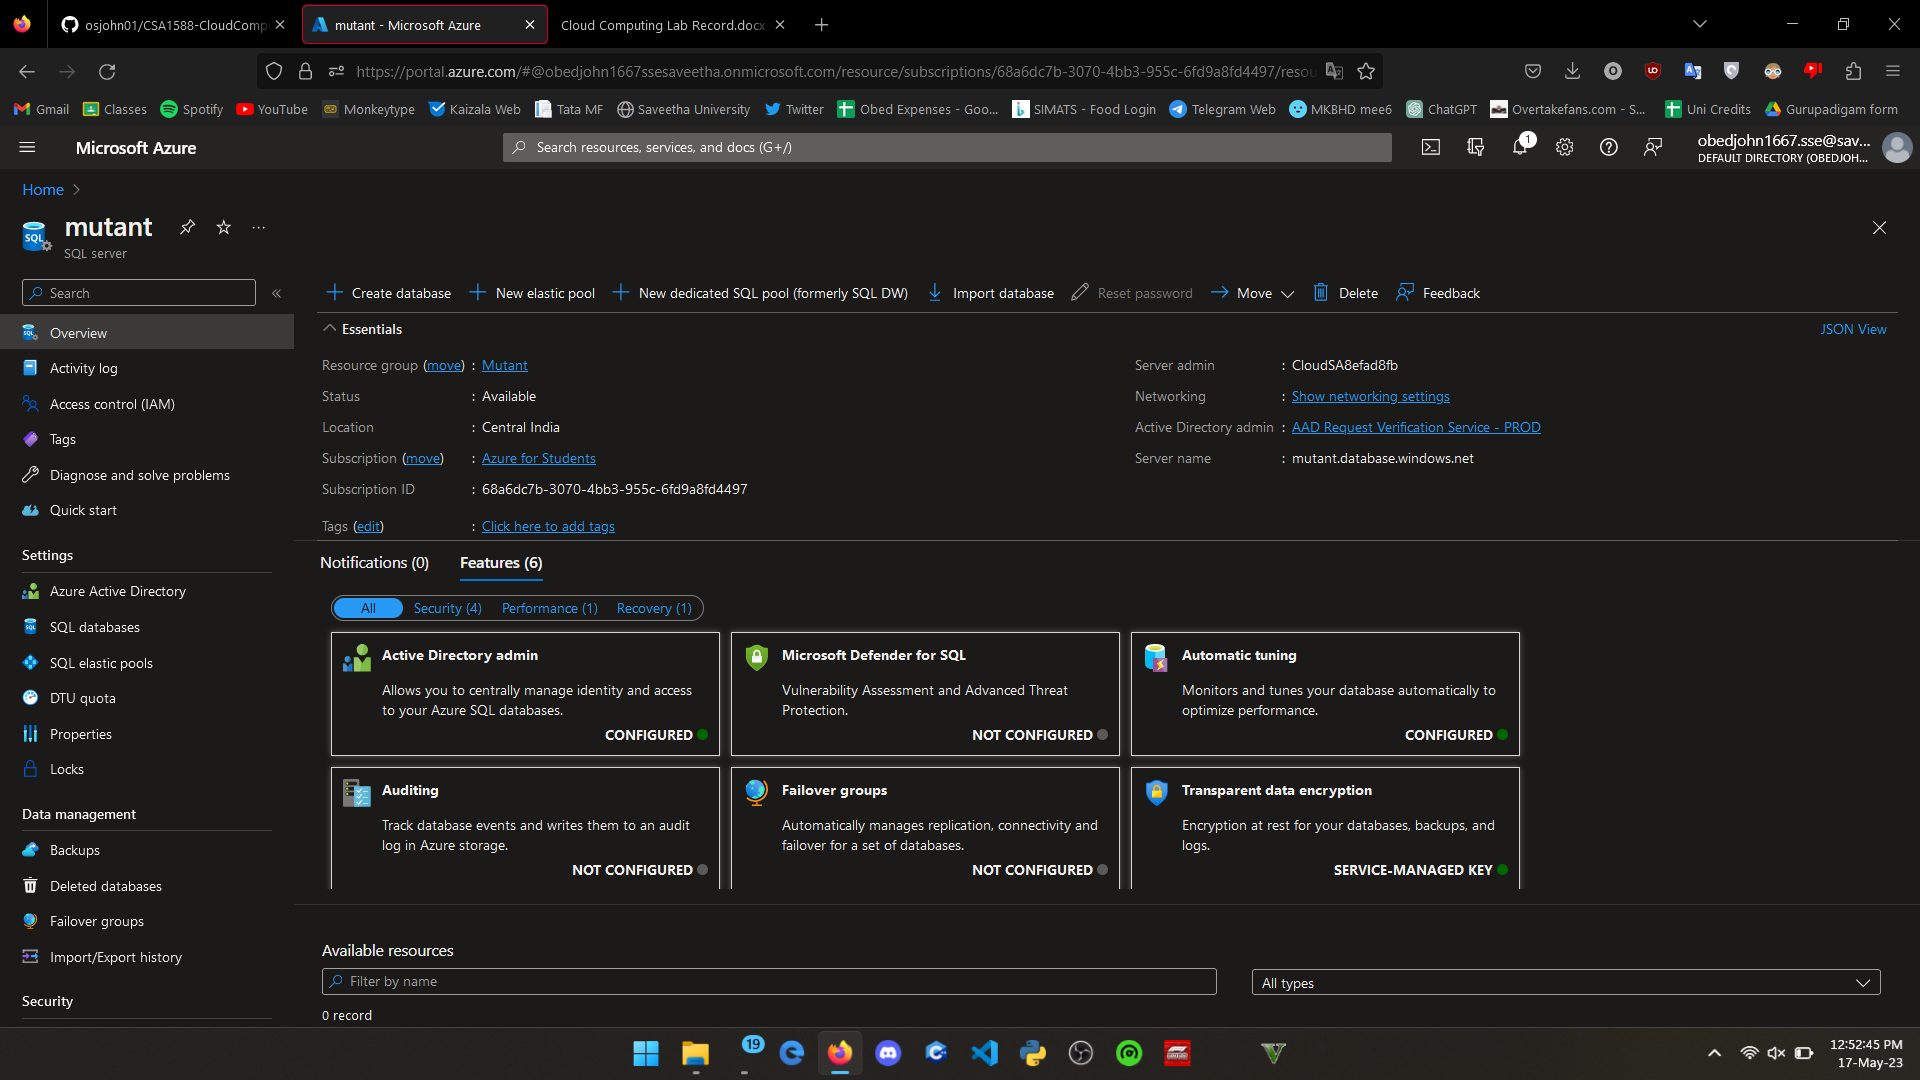 osjohn01/CSA1588-CloudComp
mutant - Microsoft Azure
Cloud Computing Lab Record.docx
https://portal.azure.com/#@obedjohn1667ssesaveetha.onmicrosoft.com/resource/subscriptions/68a6dc7b-3070-4bb3-955c-6fd9a8fd4497/resou
Gmail
Classes
Spotify
YouTube
Monkeytype
Kaizala Web
Tata MF
Saveetha University
Twitter
Obed Expenses - Goo...
SIMATS - Food Login
Telegram Web
MKBHD mee6
ChatGPT
Overtakefans.com - S...
Uni Credits
Gurupadigam form
Microsoft Azure
Search resources, services, and docs (G+/)
1
obedjohn1667.sse@sav...
DEFAULT DIRECTORY (OBEDJOH...
Home
SQL
mutant
SQL server
Search
Overview
Activity log
Access control (IAM)
Tags
Diagnose and solve problems
Quick start
Settings
Azure Active Directory
SQL databases
SQL elastic pools
DTU quota
Properties
Locks
Data management
Backups
Deleted databases
Failover groups
Import/Export history
Security
Create database
New elastic pool
New dedicated SQL pool (formerly SQL DW)
Import database
Reset password
Move
Delete
Feedback
Essentials
JSON View
Resource group (move) : Mutant
Status : Available
Location : Central India
Subscription (move) : Azure for Students
Subscription ID : 68a6dc7b-3070-4bb3-955c-6fd9a8fd4497
Tags (edit) : Click here to add tags
Server admin : CloudSA8efad8fb
Networking : Show networking settings
Active Directory admin : AAD Request Verification Service - PROD
Server name : mutant.database.windows.net
Notifications (0)
Features (6)
All
Security (4)
Performance (1)
Recovery (1)
Active Directory admin
Allows you to centrally manage identity and access
to your Azure SQL databases.
CONFIGURED
Microsoft Defender for SQL
Vulnerability Assessment and Advanced Threat
Protection.
NOT CONFIGURED
Automatic tuning
Monitors and tunes your database automatically to
optimize performance.
CONFIGURED
Auditing
Track database events and writes them to an audit
log in Azure storage.
NOT CONFIGURED
Failover groups
Automatically manages replication, connectivity and
failover for a set of databases.
NOT CONFIGURED
Transparent data encryption
Encryption at rest for your databases, backups, and
logs.
SERVICE-MANAGED KEY
Available resources
Filter by name
All types
0 record
19
12:52:45 PM
17-May-23